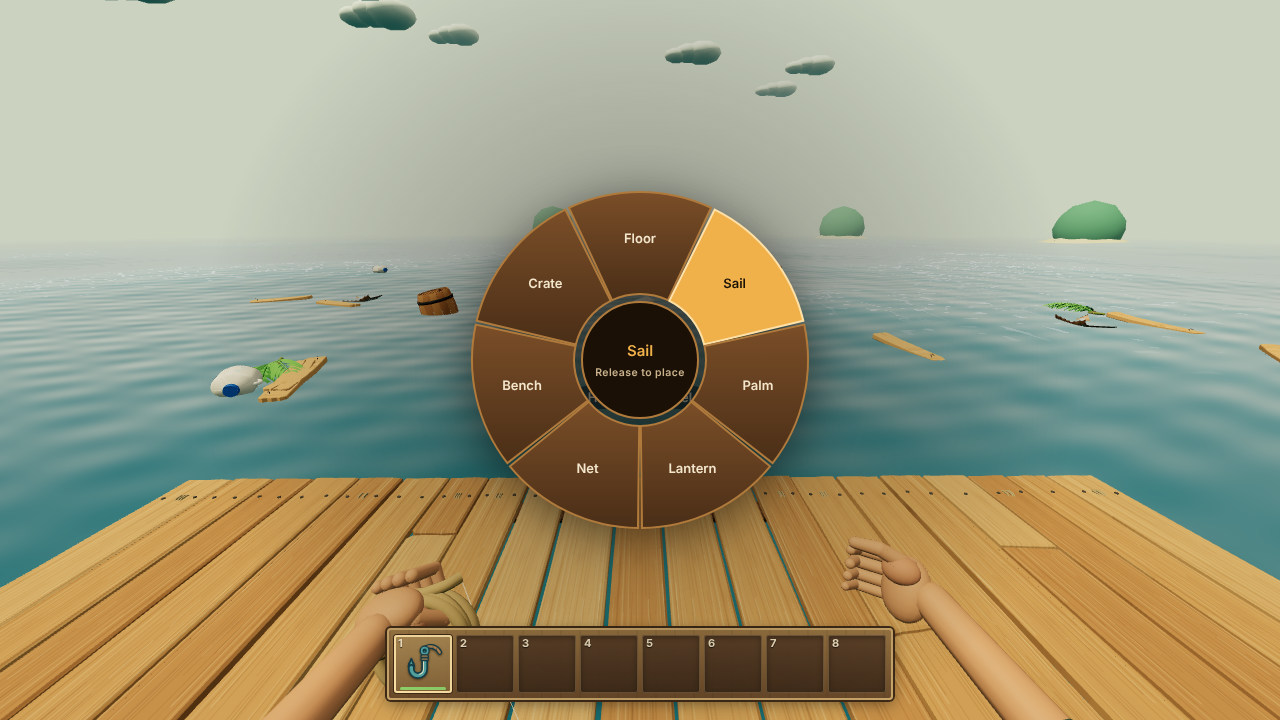 Floor
Crate
Sail
Sail
Release to place
Bench
Palm
Net
Lantern
1
2
3
4
5
6
7
8